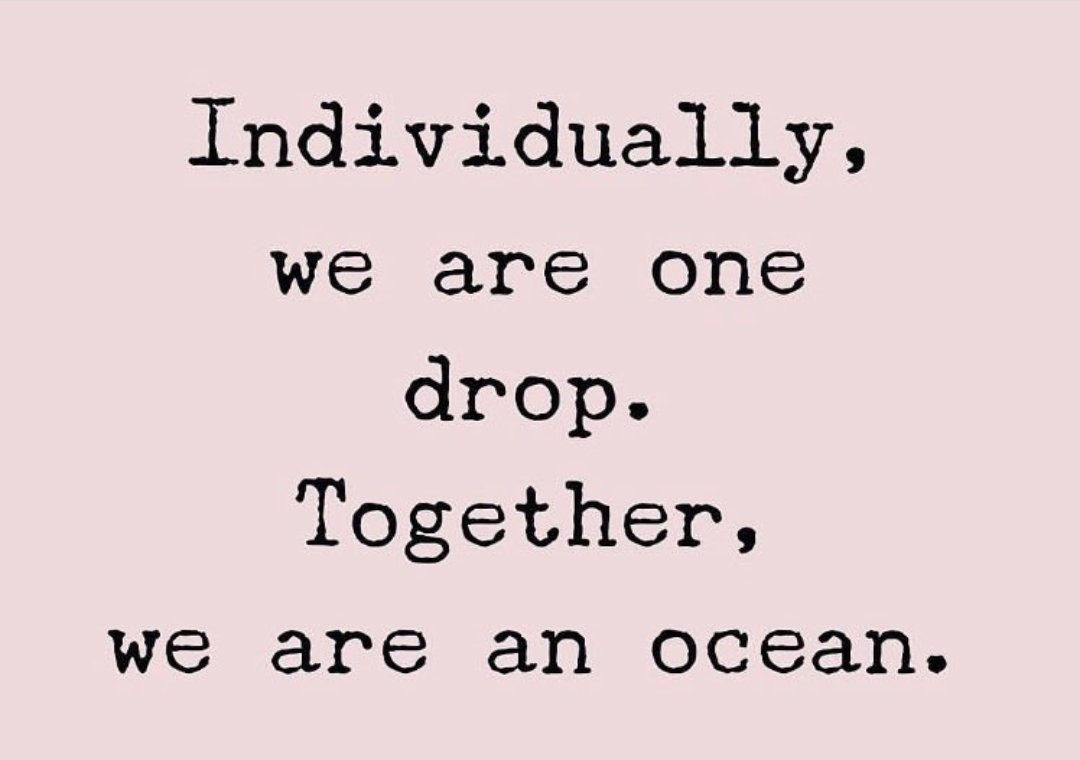 Individually,
we are one
drop.
Together,
we are an ocean.